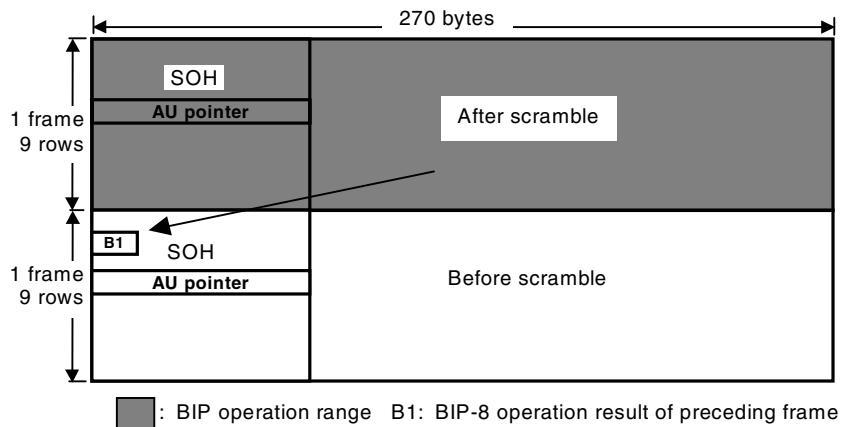 270 bytes
SOH
AU pointer
After scramble
1 frame
9 rows
B1
SOH
AU pointer
Before scramble
1 frame
9 rows
: BIP operation range B1: BIP-8 operation result of preceding frame